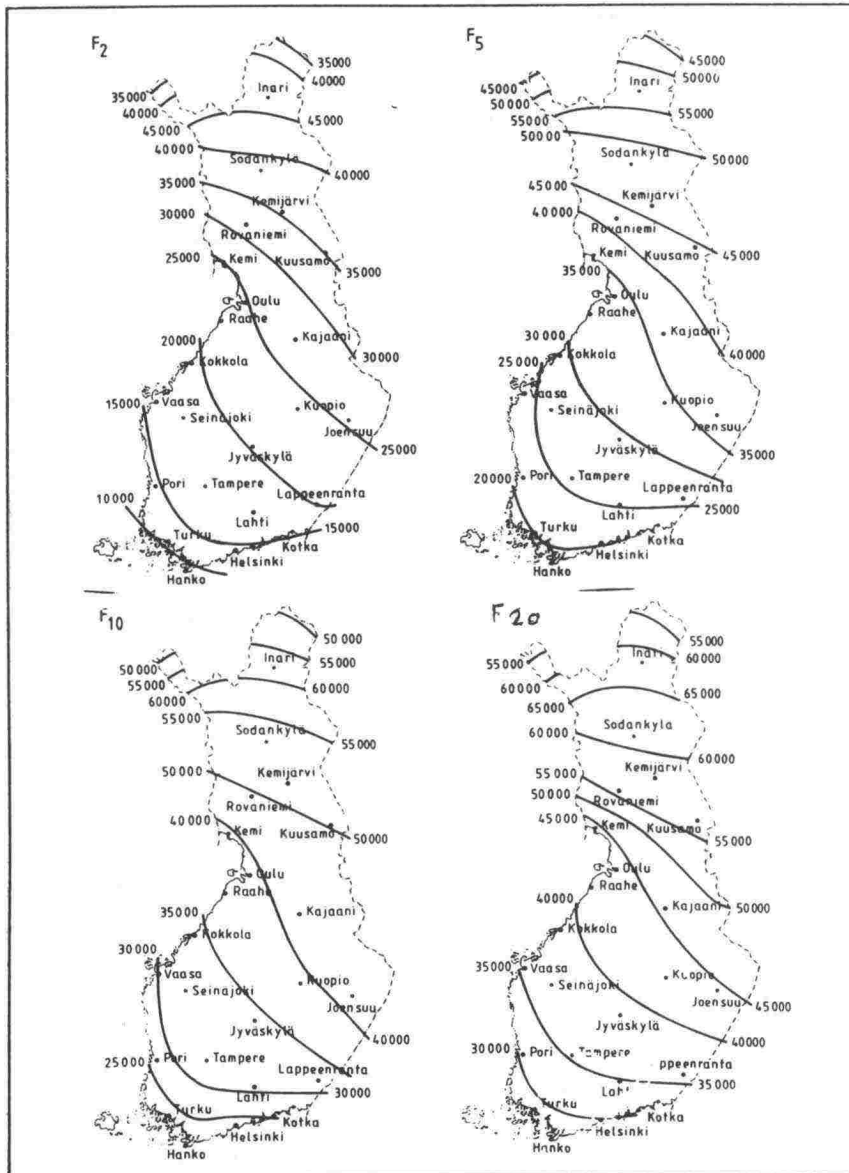 F2
35000
40000
Inari
35000
40000
45000
45000
40000
Sodankylä
40000
35000
Kemijärvi
30000
Rovaniemi
25000
Kemi
Kuusamo
35000
Oulu
Raahe
20000
Kajaani
30000
Kokkola
15000
Vaasa
Seinäjoki
Kuopio
Joensuu
Jyväskylä
25000
Pori
Tampere
Lappeenranta
10000
Lahti
15000
Turku
Kotka
Helsinki
Hanko
F5
45000
50000
Inari
45000
50000
55000
55000
50000
50000
Sodankylä
45000
Kemijärvi
40000
Rovaniemi
Kemi
Kuusamo
45000
35000
Oulu
Raahe
30000
Kajaani
40000
25000
Kokkola
Vaasa
Seinäjoki
Kuopio
Joensuu
Jyväskylä
35000
20000
Pori
Tampere
Lappeenranta
Lahti
25000
Turku
Kotka
Helsinki
Hanko
F10
50000
Inari
55000
50000
55000
60000
60000
55000
Sodankylä
55000
50000
Kemijärvi
Rovaniemi
40000
Kemi
Kuusamo
50000
Oulu
Raahe
35000
Kajaani
Kokkola
30000
Vaasa
Seinäjoki
Kuopio
Joensuu
Jyväskylä
40000
Pori
Tampere
25000
Lappeenranta
Lahti
30000
Turku
Kotka
Helsinki
Hanko
F20
55000
Inari
60000
55000
60000
65000
65000
60000
Sodankylä
60000
55000
Kemijärvi
50000
Rovaniemi
45000
Kemi
Kuusamo
55000
Oulu
Raahe
40000
Kajaani
50000
Kokkola
35000
Vaasa
Seinäjoki
Kuopio
Joensuu
45000
Jyväskylä
40000
30000
Pori
Tampere
ppeenranta
Lahti
35000
Turku
Kotka
Helsinki
Hanko